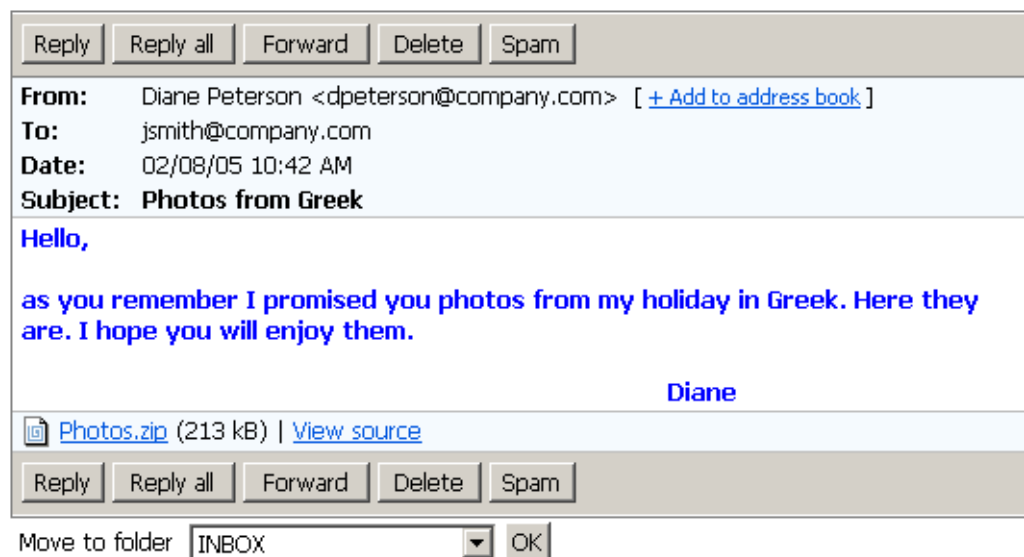 Reply Reply all Forward Delete Spam
From: Diane Peterson <dpeterson@company.com> [ + Add to address book ]
To: jsmith@company.com
Date: 02/08/05 10:42 AM
Subject: Photos from Greek
Hello,
as you remember I promised you photos from my holiday in Greek. Here they
are. I hope you will enjoy them.
Diane
Photos.zip (213 kB) | View source
Reply Reply all Forward Delete Spam
Move to folder INBOX OK